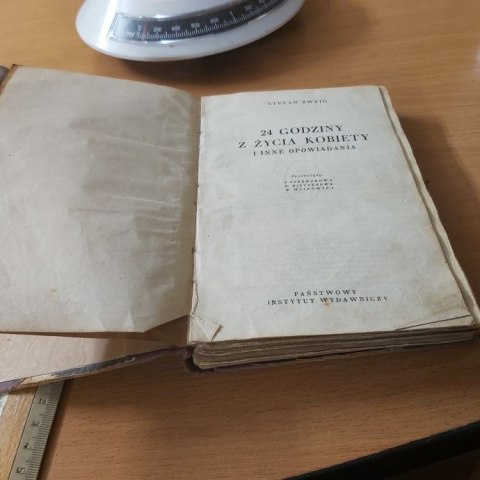 STEFAN ZWEIG
24 GODZINY
Z ŻYCIA KOBIETY
I INNE OPOWIADANIA
PAŃSTWOWY
INSTYTUT WYDAWNICZY